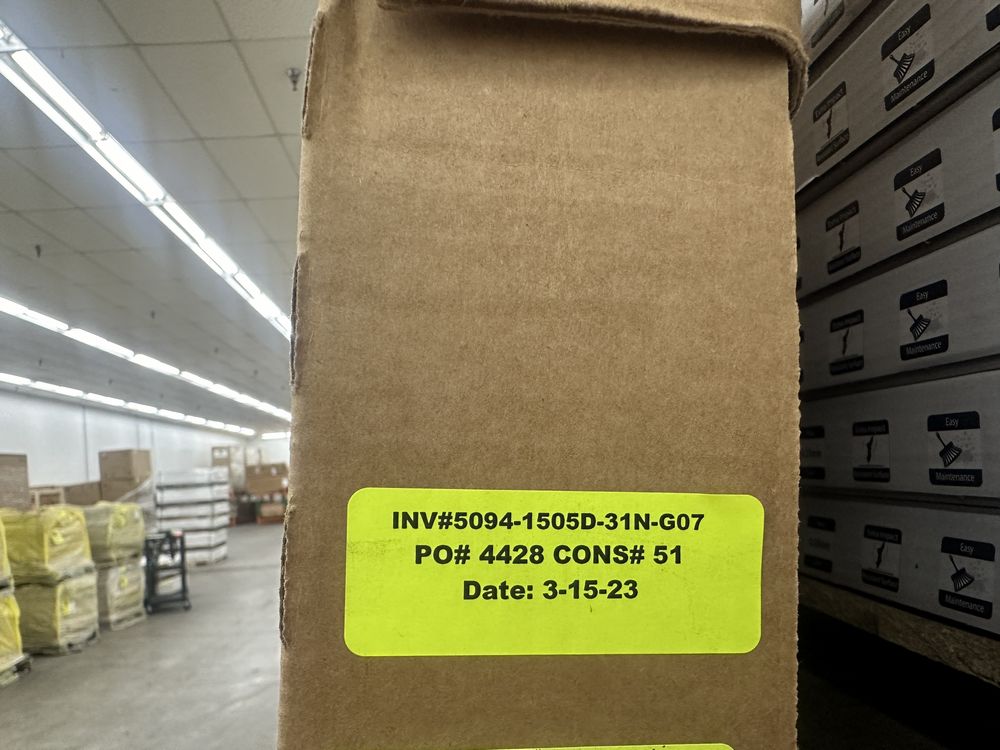 INV#5094-1505D-31N-G07
PO# 4428 CONS# 51
Date: 3-15-23
Easy
Maintenance
Easy
Maintenance
Easy
Maintenance
Easy
Maintenance
Easy
Maintenance